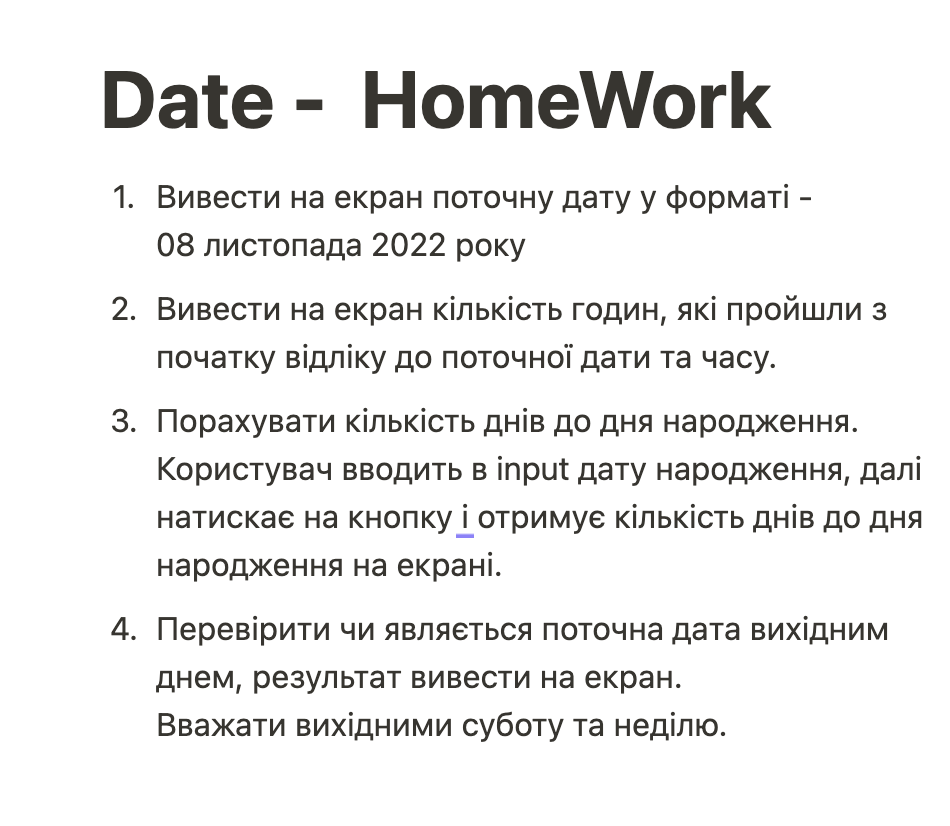 Date - HomeWork
1. Вивести на екран поточну дату у форматі -
08 листопада 2022 року
2. Вивести на екран кількість годин, які пройшли з
початку відліку до поточної дати та часу.
3. Порахувати кількість днів до дня народження.
Користувач вводить в input дату народження, далі
натискає на кнопку і отримує кількість днів до дня
народження на екрані.
4. Перевірити чи являється поточна дата вихідним
днем, результат вивести на екран.
Вважати вихідними суботу та неділю.